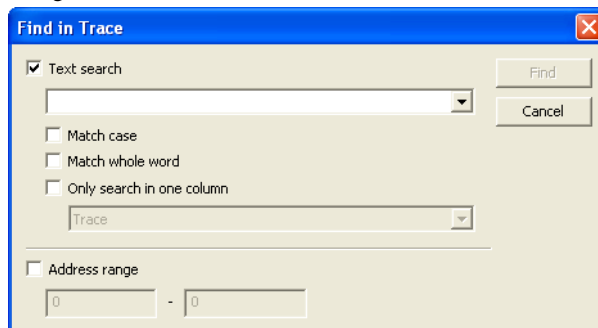 Find in Trace
Text search
Find
Cancel
Match case
Match whole word
Only search in one column
Trace
Address range
0 - 0